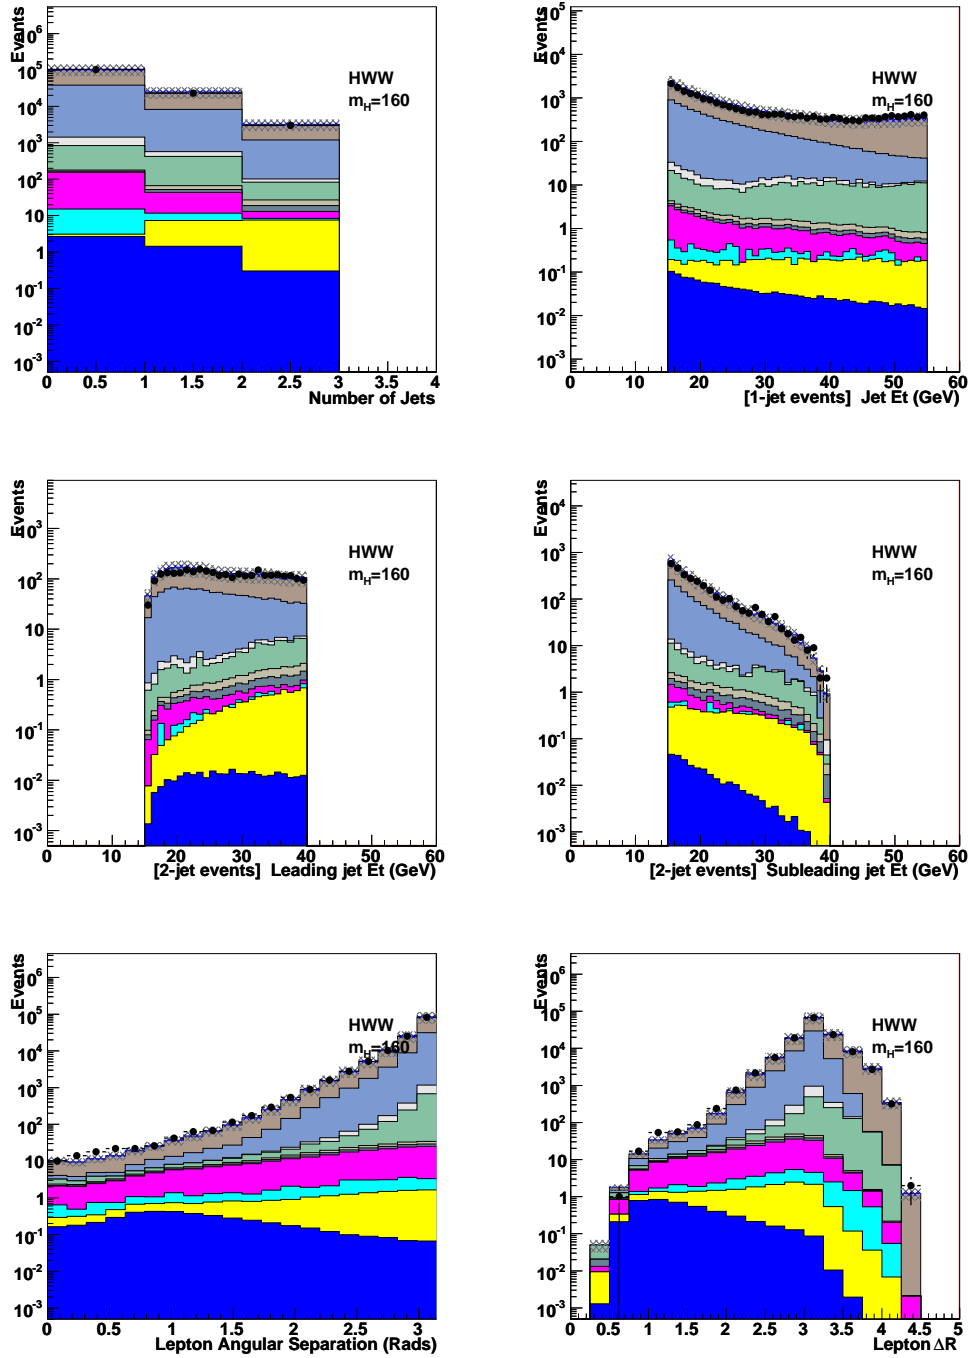 Events
10^6
10^5
10^4
10^3
10^2
10
1
10^-1
10^-2
10^-3
HWW
m_H=160
0 0.5 1 1.5 2 2.5 3 3.5 4
Number of Jets
Events
10^5
10^4
10^3
10^2
10
1
10^-1
10^-2
10^-3
HWW
m_H=160
0 10 20 30 40 50 60
[1-jet events] Jet Et (GeV)
Events
10^3
10^2
10
1
10^-1
10^-2
10^-3
HWW
m_H=160
0 10 20 30 40 50 60
[2-jet events] Leading jet Et (GeV)
Events
10^4
10^3
10^2
10
1
10^-1
10^-2
10^-3
HWW
m_H=160
0 10 20 30 40 50 60
[2-jet events] Subleading jet Et (GeV)
Events
10^6
10^5
10^4
10^3
10^2
10
1
10^-1
10^-2
10^-3
HWW
m_H=160
0 0.5 1 1.5 2 2.5 3
Lepton Angular Separation (Rads)
Events
10^6
10^5
10^4
10^3
10^2
10
1
10^-1
10^-2
10^-3
HWW
m_H=160
0 0.5 1 1.5 2 2.5 3 3.5 4 4.5 5
Lepton ΔR